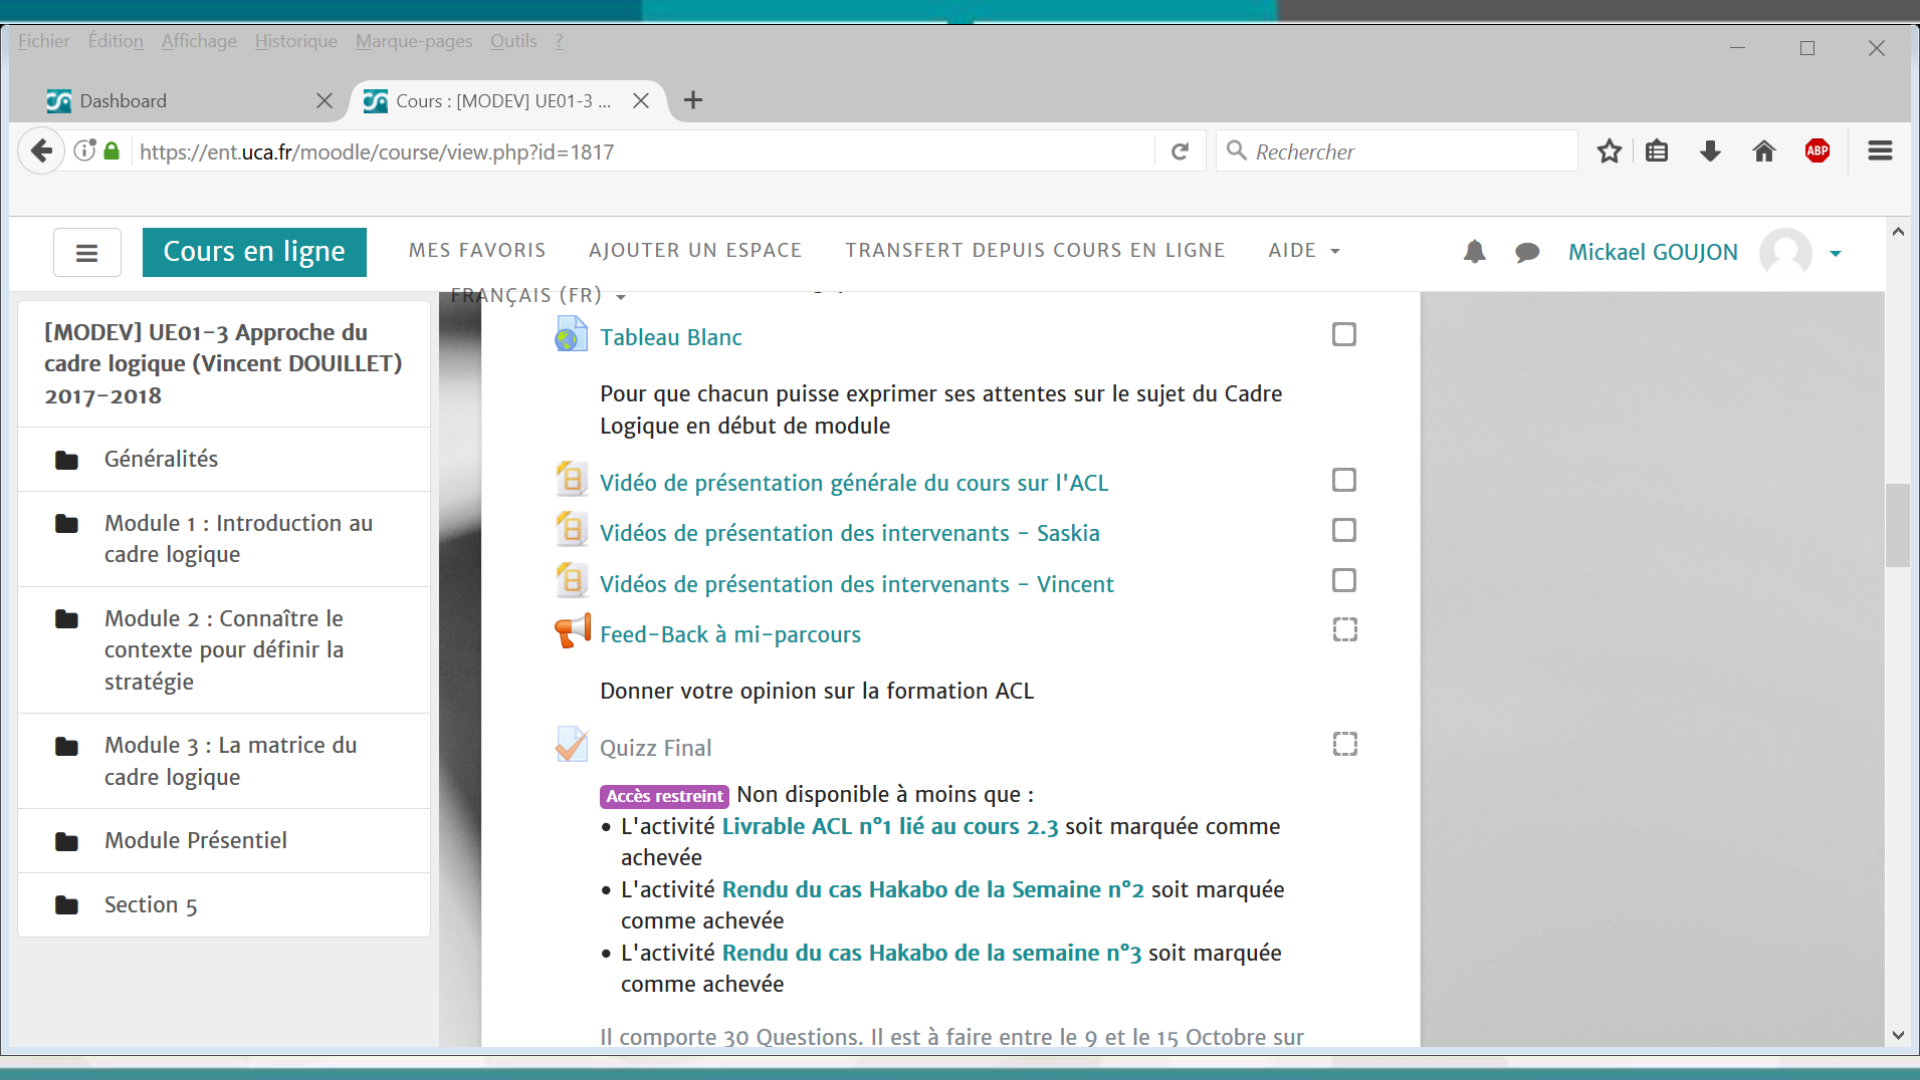 Fichier Édition Affichage Historique Marque-pages Outils ?
Dashboard
Cours : [MODEV] UE01-3 ...
https://ent.uca.fr/moodle/course/view.php?id=1817
Rechercher
ABP
Cours en ligne
MES FAVORIS
AJOUTER UN ESPACE
TRANSFERT DEPUIS COURS EN LIGNE
AIDE
Mickael GOUJON
FRANÇAIS (FR)
[MODEV] UE01-3 Approche du
cadre logique (Vincent DOUILLET)
2017-2018
Généralités
Module 1 : Introduction au
cadre logique
Module 2 : Connaître le
contexte pour définir la
stratégie
Module 3 : La matrice du
cadre logique
Module Présentiel
Section 5
Tableau Blanc
Pour que chacun puisse exprimer ses attentes sur le sujet du Cadre
Logique en début de module
Vidéo de présentation générale du cours sur l'ACL
Vidéos de présentation des intervenants - Saskia
Vidéos de présentation des intervenants - Vincent
Feed-Back à mi-parcours
Donner votre opinion sur la formation ACL
Quizz Final
Accès restreint Non disponible à moins que :
• L'activité Livrable ACL n°1 lié au cours 2.3 soit marquée comme
achevée
• L'activité Rendu du cas Hakabo de la Semaine n°2 soit marquée
comme achevée
• L'activité Rendu du cas Hakabo de la semaine n°3 soit marquée
comme achevée
Il comporte 30 Questions. Il est à faire entre le 9 et le 15 Octobre sur